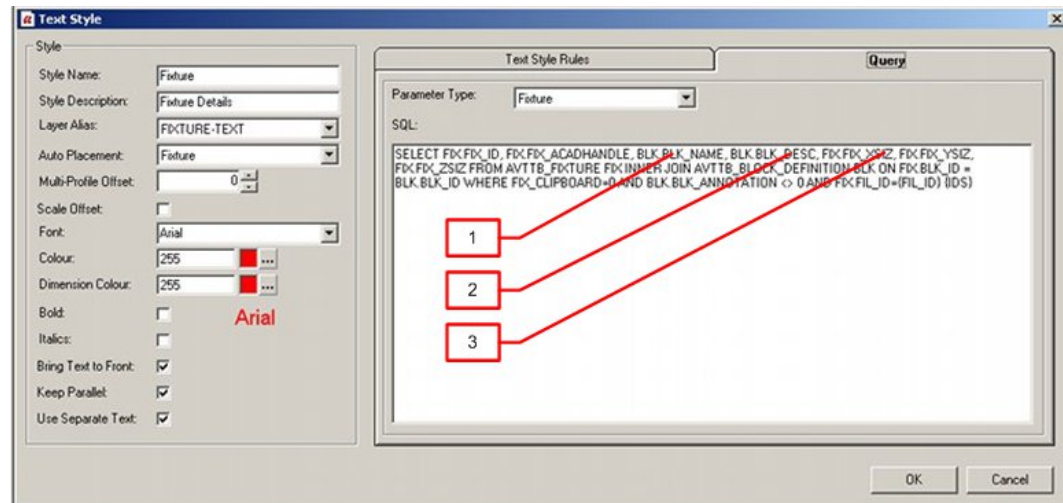 Text Style
Style
Style Name:
Fixture
Style Description:
Fixture Details
Layer Alias:
FIXTURE-TEXT
Auto Placement:
Fixture
Multi-Profile Offset:
0
Scale Offset:
Font:
Arial
Colour:
255
...
Dimension Colour:
255
...
Bold:
Arial
Italics:
Bring Text to Front:
Keep Parallel:
Use Separate Text:
Text Style Rules
Query
Parameter Type:
Fixture
SQL:
SELECT FIX.FIX_ID, FIX.FIX_ACADHANDLE, BLK.BLK_NAME, BLK.BLK_DESC, FIX.FIX_XSIZ, FIX.FIX_YSIZ,
FIX.FIX_ZSIZ FROM AVTTB_FIXTURE FIX INNER JOIN AVTTB_BLOCK_DEFINITION BLK ON FIX.BLK_ID =
BLK.BLK_ID WHERE FIX_CLIPBOARD=0 AND BLK.BLK_ANNOTATION <> 0 AND FIX.FIL_ID={FIL_ID} {IDS}
1
2
3
OK
Cancel